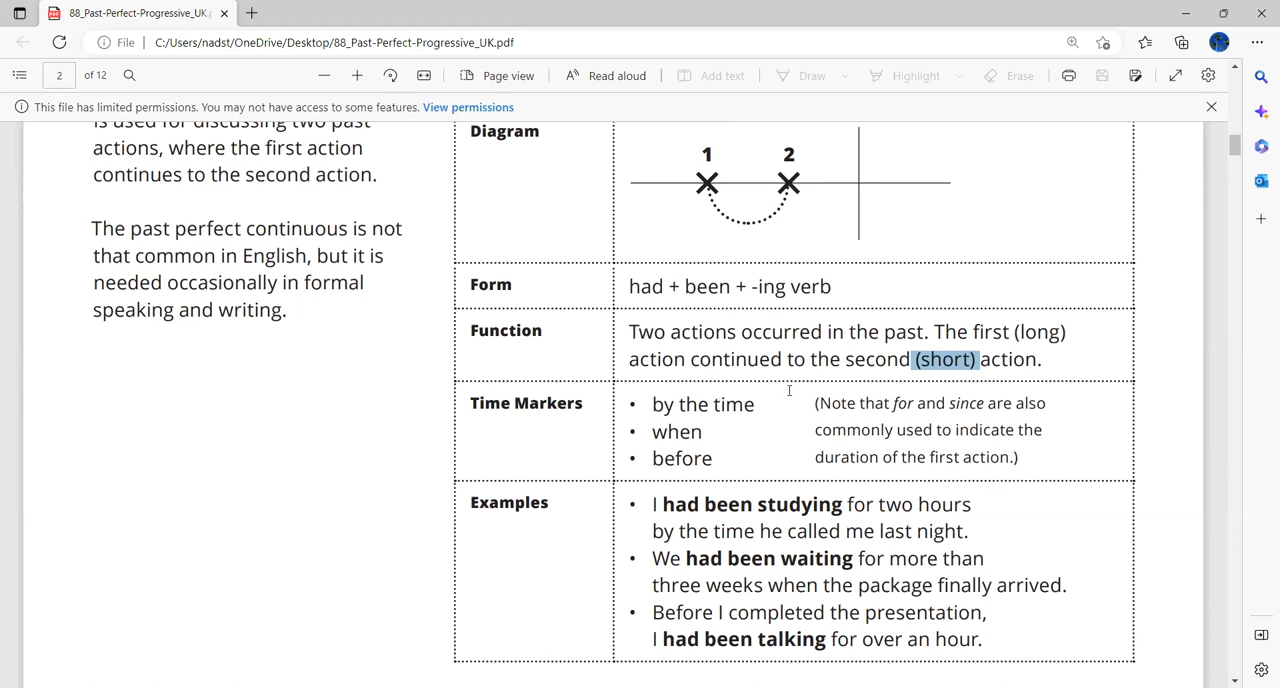 88_Past-Perfect-Progressive_UK.p
File
C:/Users/nadst/OneDrive/Desktop/88_Past-Perfect-Progressive_UK.pdf
2 of 12
Page view
Read aloud
Add text
Draw
Highlight
Erase
This file has limited permissions. You may not have access to some features. View permissions
is used for discussing two past
actions, where the first action
continues to the second action.
The past perfect continuous is not
that common in English, but it is
needed occasionally in formal
speaking and writing.
Diagram
1 2
Form
had + been + -ing verb
Function
Two actions occurred in the past. The first (long)
action continued to the second (short) action.
Time Markers
• by the time
• when
• before
(Note that for and since are also
commonly used to indicate the
duration of the first action.)
Examples
• I had been studying for two hours
by the time he called me last night.
• We had been waiting for more than
three weeks when the package finally arrived.
• Before I completed the presentation,
I had been talking for over an hour.